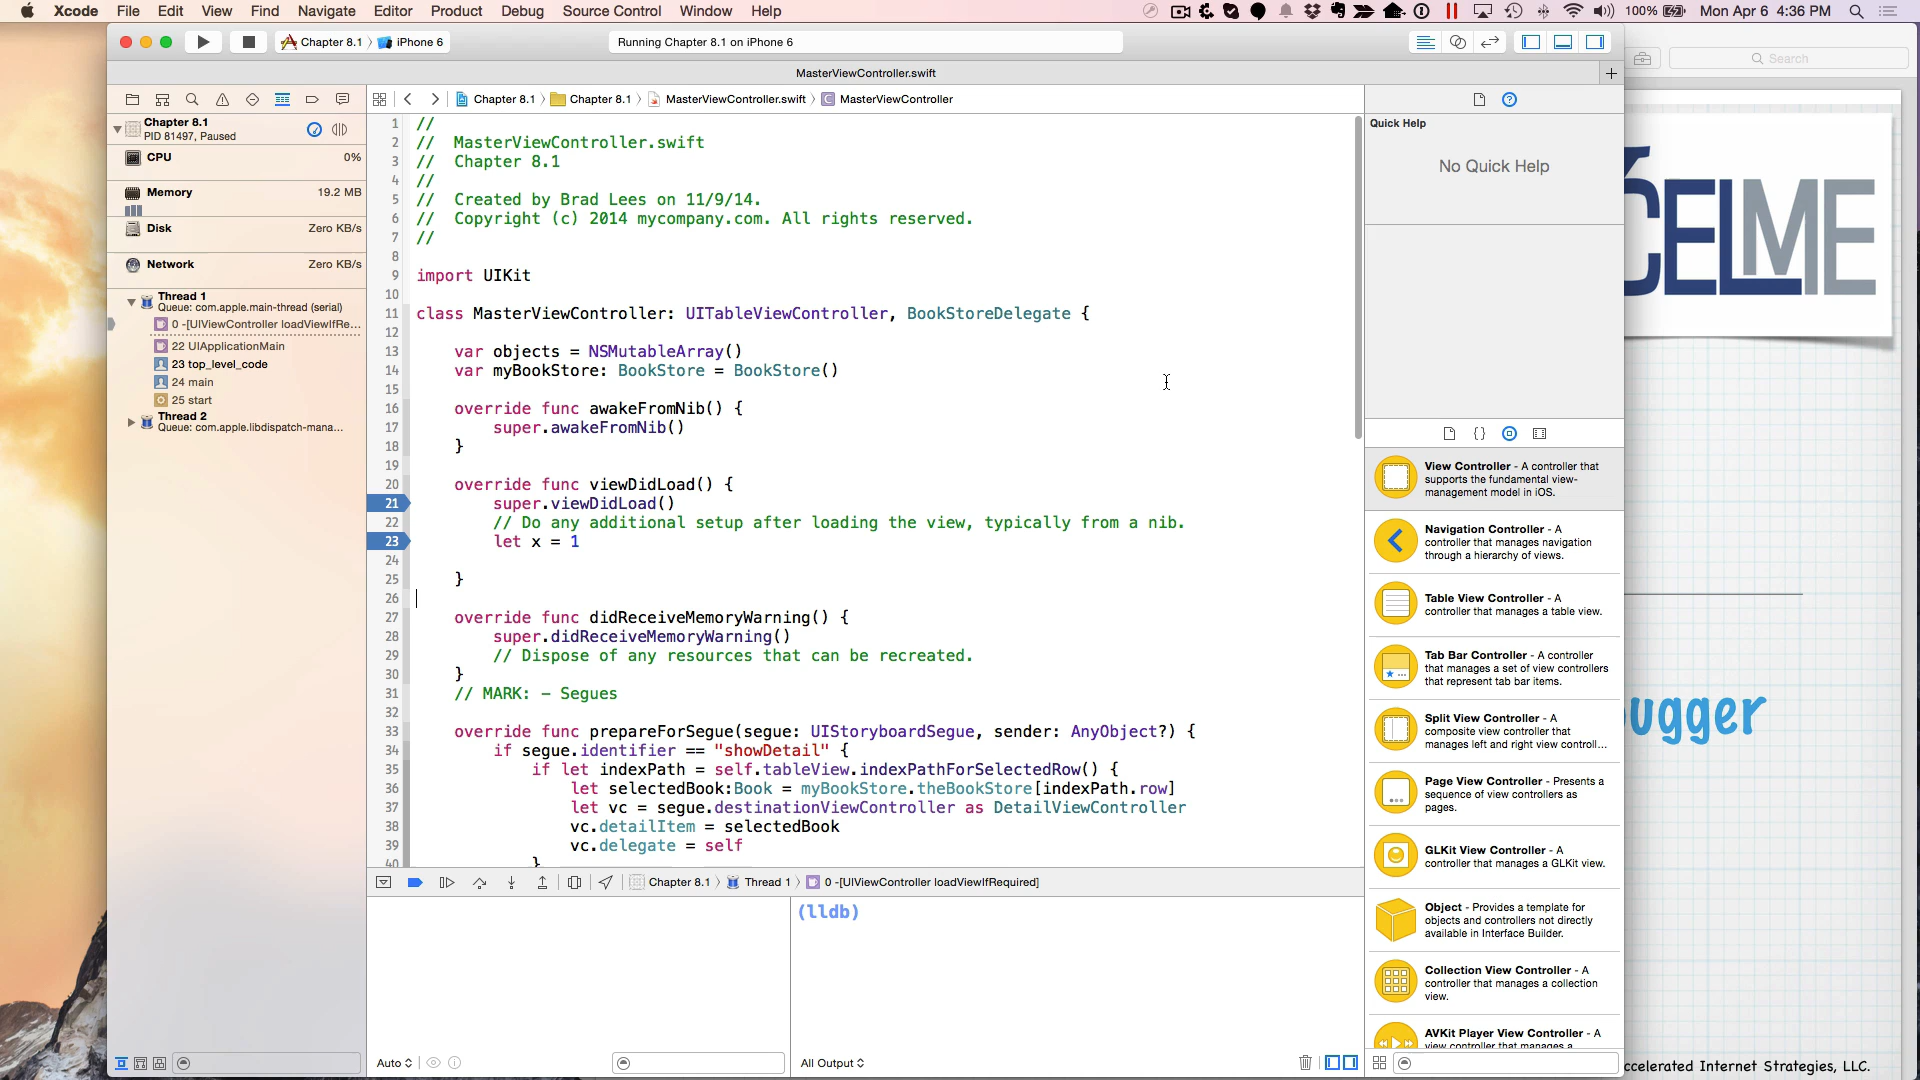 Xcode File Edit View Find Navigate Editor Product Debug Source Control Window Help 100% Mon Apr 6 4:36 PM
Chapter 8.1 iPhone 6
Running Chapter 8.1 on iPhone 6
Search
MasterViewController.swift
Chapter 8.1 Chapter 8.1 MasterViewController.swift MasterViewController
Chapter 8.1
PID 81497, Paused
CPU 0%
Memory 19.2 MB
Disk Zero KB/s
Network Zero KB/s
Thread 1
Queue: com.apple.main-thread (serial)
0 -[UIViewController loadViewIfRe...
22 UIApplicationMain
23 top_level_code
24 main
25 start
Thread 2
Queue: com.apple.libdispatch-mana...
1 //
2 // MasterViewController.swift
3 // Chapter 8.1
4 //
5 // Created by Brad Lees on 11/9/14.
6 // Copyright (c) 2014 mycompany.com. All rights reserved.
7 //
8
9 import UIKit
10
11 class MasterViewController: UITableViewController, BookStoreDelegate {
12
13 var objects = NSMutableArray()
14 var myBookStore: BookStore = BookStore()
15
16 override func awakeFromNib() {
17 super.awakeFromNib()
18 }
19
20 override func viewDidLoad() {
21 super.viewDidLoad()
22 // Do any additional setup after loading the view, typically from a nib.
23 let x = 1
24
25 }
26
27 override func didReceiveMemoryWarning() {
28 super.didReceiveMemoryWarning()
29 // Dispose of any resources that can be recreated.
30 }
31 // MARK: - Segues
32
33 override func prepareForSegue(segue: UIStoryboardSegue, sender: AnyObject?) {
34 if segue.identifier == "showDetail" {
35 if let indexPath = self.tableView.indexPathForSelectedRow() {
36 let selectedBook:Book = myBookStore.theBookStore[indexPath.row]
37 let vc = segue.destinationViewController as DetailViewController
38 vc.detailItem = selectedBook
39 vc.delegate = self
40 }
Chapter 8.1 Thread 1 0 -[UIViewController loadViewIfRequired]
(lldb)
Auto
All Output
Quick Help
No Quick Help
View Controller - A controller that
supports the fundamental view-
management model in iOS.
Navigation Controller - A
controller that manages navigation
through a hierarchy of views.
Table View Controller - A
controller that manages a table view.
Tab Bar Controller - A controller
that manages a set of view controllers
that represent tab bar items.
Split View Controller - A
composite view controller that
manages left and right view controll...
Page View Controller - Presents a
sequence of view controllers as
pages.
GLKit View Controller - A
controller that manages a GLKit view.
Object - Provides a template for
objects and controllers not directly
available in Interface Builder.
Collection View Controller - A
controller that manages a collection
view.
AVKit Player View Controller - A
view controller that manages a
CELME
ugger
ccelerated Internet Strategies, LLC.